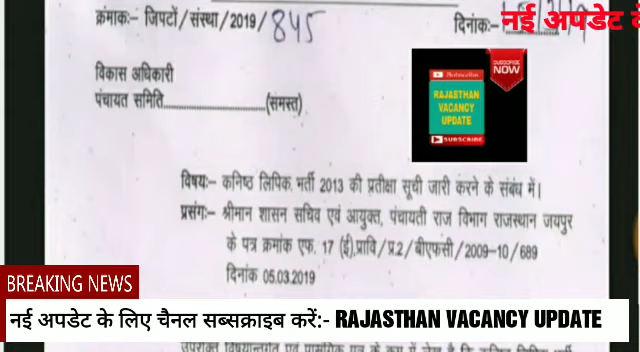 क्रमांक:- जिपटों/संस्था/2019/ 845
दिनांक:-
नई अपडेट के
विकास अधिकारी
पंचायत समिति..............................(समस्त)
Subscribe
SUBSCRIBE
NOW
RAJASTHAN
VACANCY
UPDATE
SUBSCRIBE
विषय:- कनिष्ठ लिपिक भर्ती 2013 की प्रतीक्षा सूची जारी करने के संबंध में।
प्रसंग:- श्रीमान शासन सचिव एवं आयुक्त, पंचायती राज विभाग राजस्थान जयपुर
के पत्र क्रमांक एफ. 17 (ई).प्रावि/प्र.2/बीएफसी/2009-10/689
दिनांक 05.03.2019
BREAKING NEWS
नई अपडेट के लिए चैनल सब्सक्राइब करें:- RAJASTHAN VACANCY UPDATE